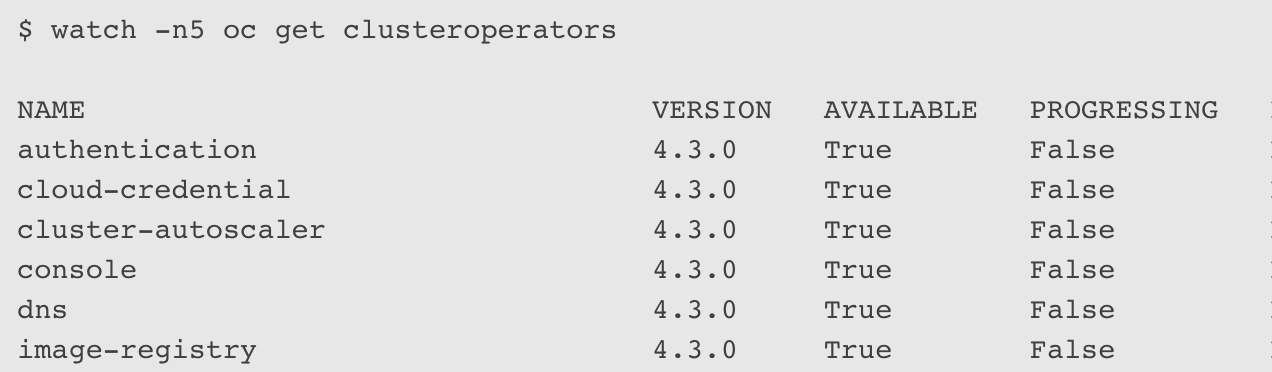 $ watch -n5 oc get clusteroperators
NAME VERSION AVAILABLE PROGRESSING
authentication 4.3.0 True False
cloud-credential 4.3.0 True False
cluster-autoscaler 4.3.0 True False
console 4.3.0 True False
dns 4.3.0 True False
image-registry 4.3.0 True False